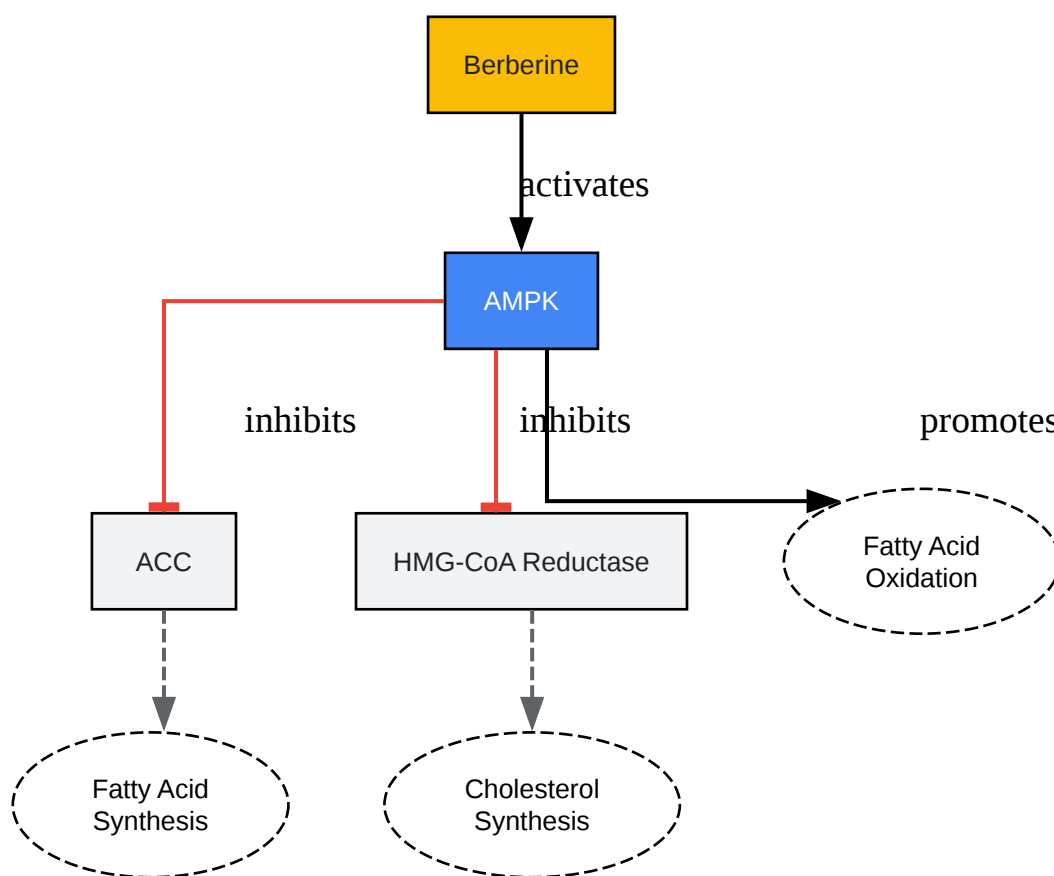 Berberine
activates
AMPK
inhibits
inhibits
promotes
ACC
HMG-CoA Reductase
Fatty Acid
Oxidation
Fatty Acid
Synthesis
Cholesterol
Synthesis